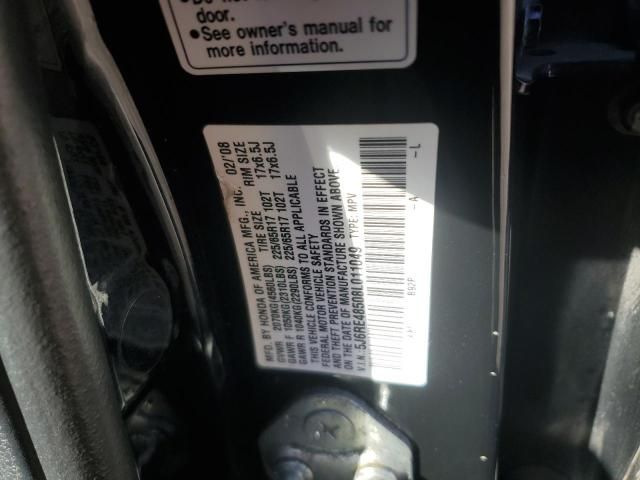 door.
●See owner's manual for
more information.
MFD. BY HONDA OF AMERICA MFG., INC. 02/'08
GVWR 2070KG(4560LBS) TIRE SIZE RIM SIZE
GAWR F 1050KG(2310LBS) 225/65R17 102T 17x6.5J
GAWR R 1040KG(2290LBS) 225/65R17 102T 17x6.5J
THIS VEHICLE CONFORMS TO ALL APPLICABLE
FEDERAL MOTOR VEHICLE SAFETY
AND THEFT PREVENTION STANDARDS IN EFFECT
ON THE DATE OF MANUFACTURE SHOWN ABOVE.
V.I.N.: 5J6RE48508L011049 TYPE: MPV
B92P -A -L